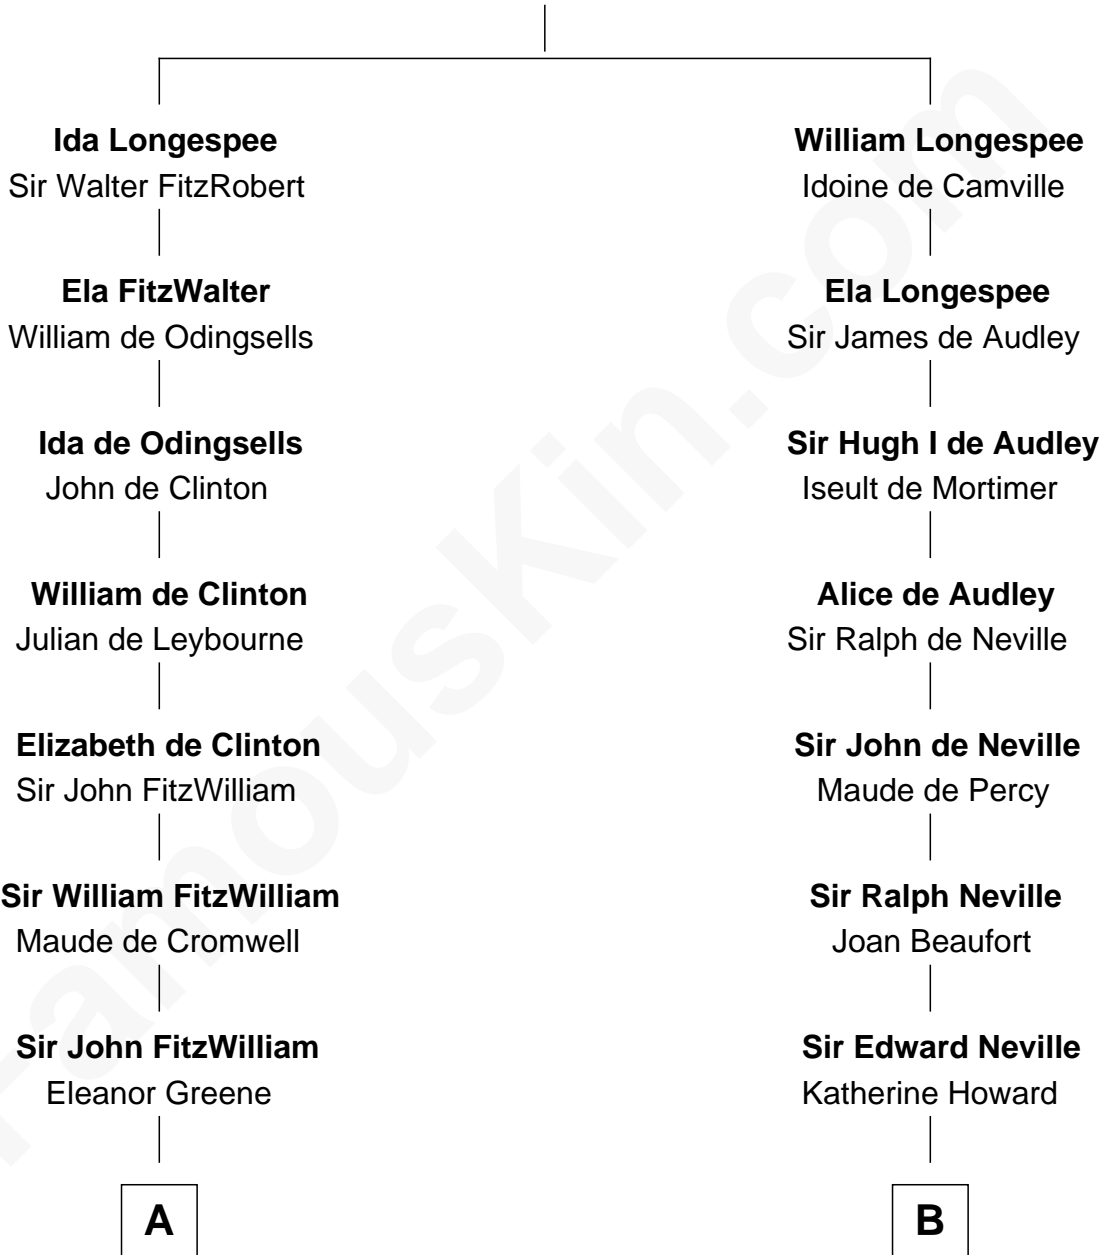 Ida Longespee
Sir Walter FitzRobert
Ela FitzWalter
William de Odingsells
Ida de Odingsells
John de Clinton
William de Clinton
Julian de Leybourne
Elizabeth de Clinton
Sir John FitzWilliam
Sir William FitzWilliam
Maude de Cromwell
Sir John FitzWilliam
Eleanor Greene
A
William Longespee
Idoine de Camville
Ela Longespee
Sir James de Audley
Sir Hugh I de Audley
Iseult de Mortimer
Alice de Audley
Sir Ralph de Neville
Sir John de Neville
Maude de Percy
Sir Ralph Neville
Joan Beaufort
Sir Edward Neville
Katherine Howard
B
FamousKin.com